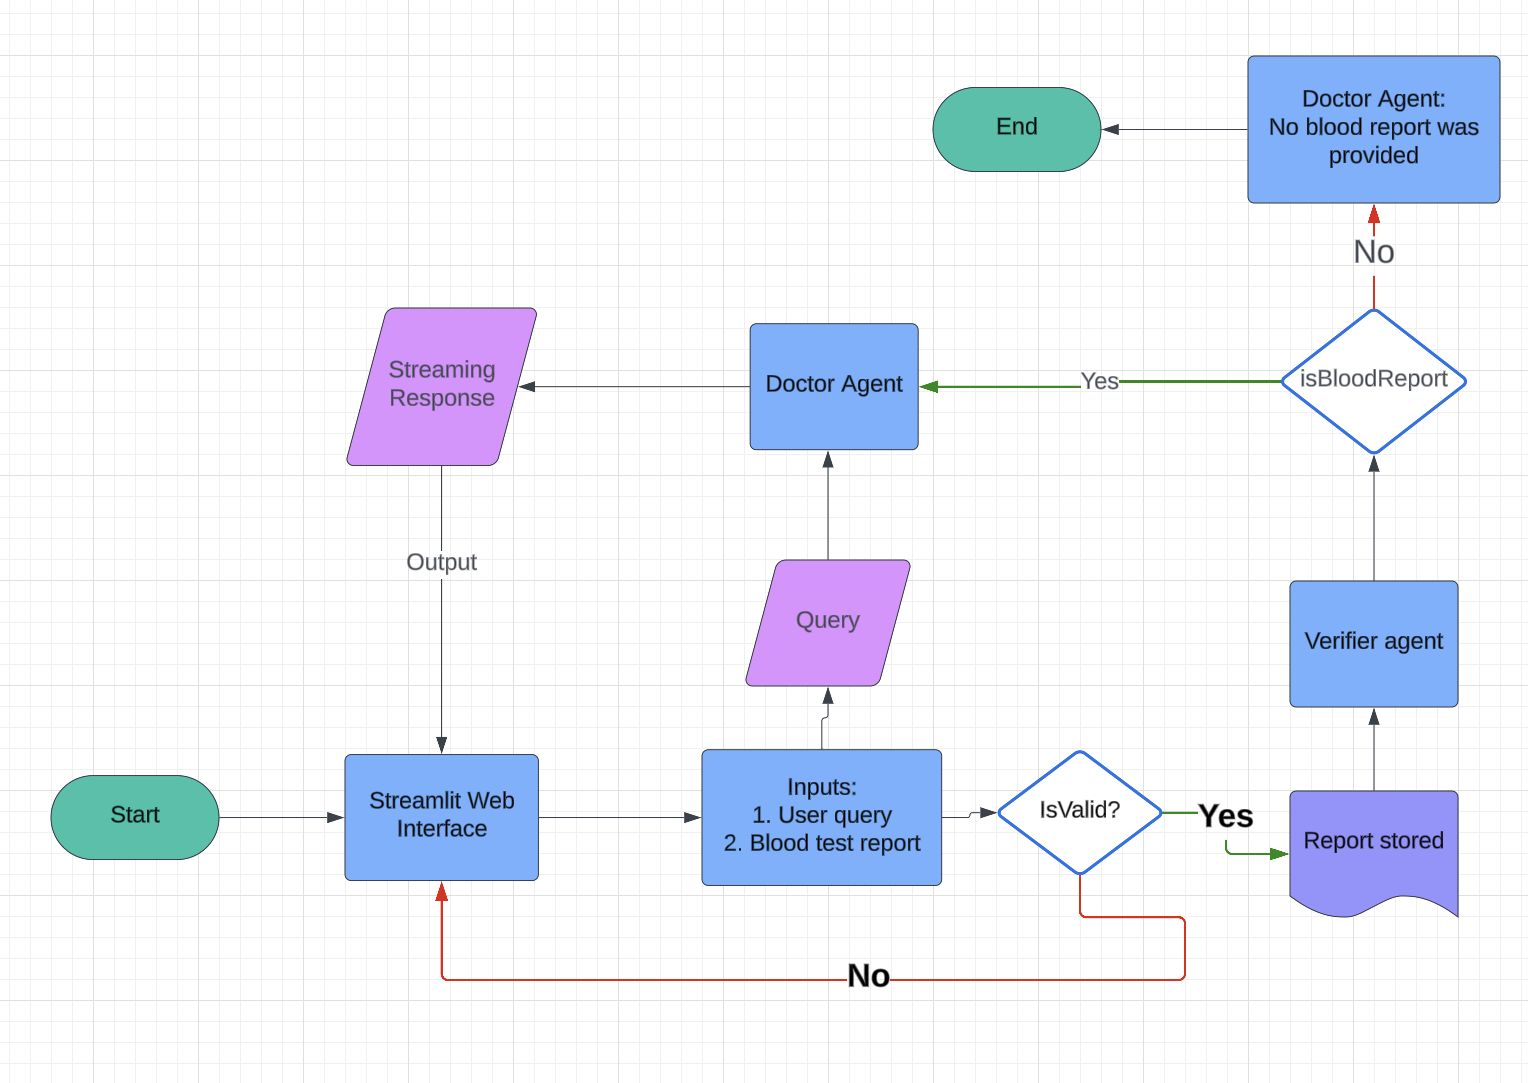 Doctor Agent:
No blood report was
provided
End
No
Streaming
Response
Doctor Agent
Yes
isBloodReport
Output
Query
Verifier agent
Start
Streamlit Web
Interface
Inputs:
1. User query
2. Blood test report
IsValid?
Yes
Report stored
No